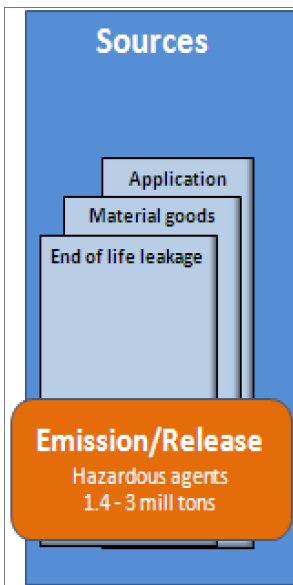 Sources
Application
Material goods
End of life leakage
Emission/Release
Hazardous agents
1.4 - 3 mill tons